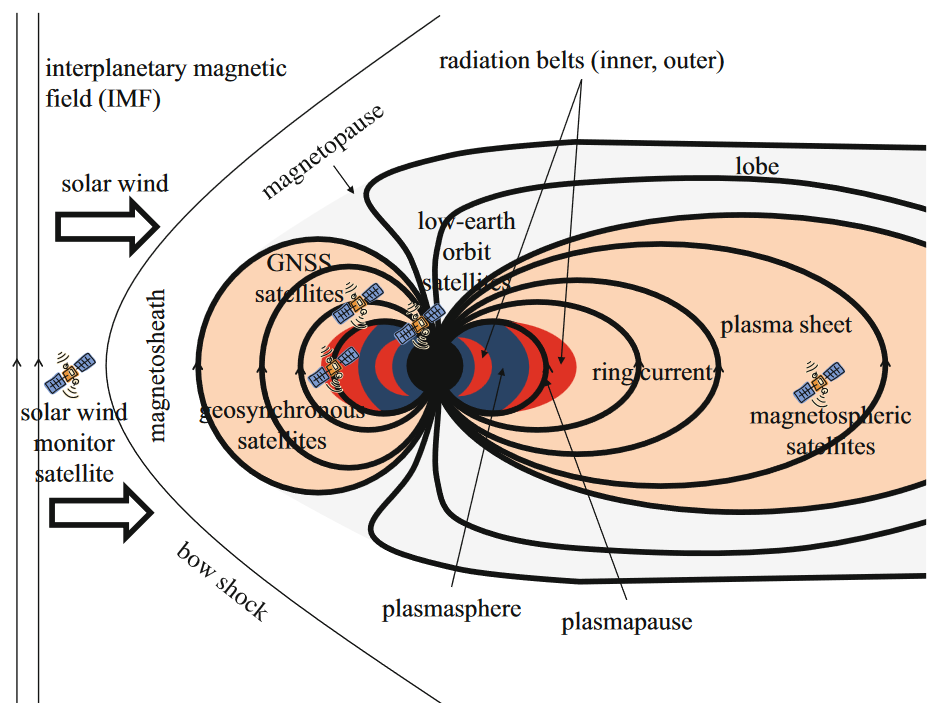 interplanetary magnetic
field (IMF)
radiation belts (inner, outer)
magnetopause
solar wind
lobe
low-earth
orbit
satellites
GNSS
satellites
magnetosheath
plasma sheet
ring current
solar wind
monitor
satellite
geosynchronous
satellites
magnetospheric
satellites
bow shock
plasmasphere
plasmapause